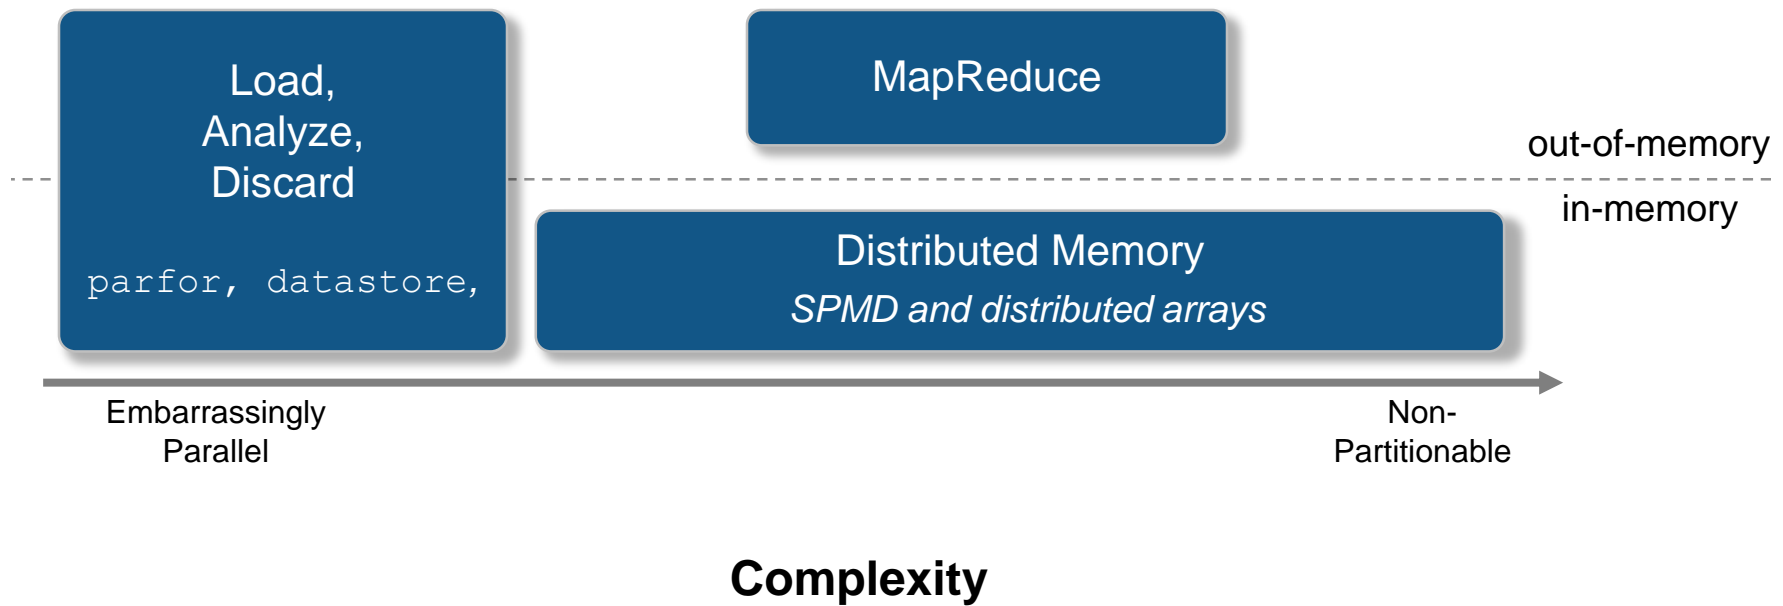 Load,
Analyze,
Discard
parfor, datastore,
MapReduce
out-of-memory
in-memory
Distributed Memory
SPMD and distributed arrays
Embarrassingly
Parallel
Non-
Partitionable
Complexity